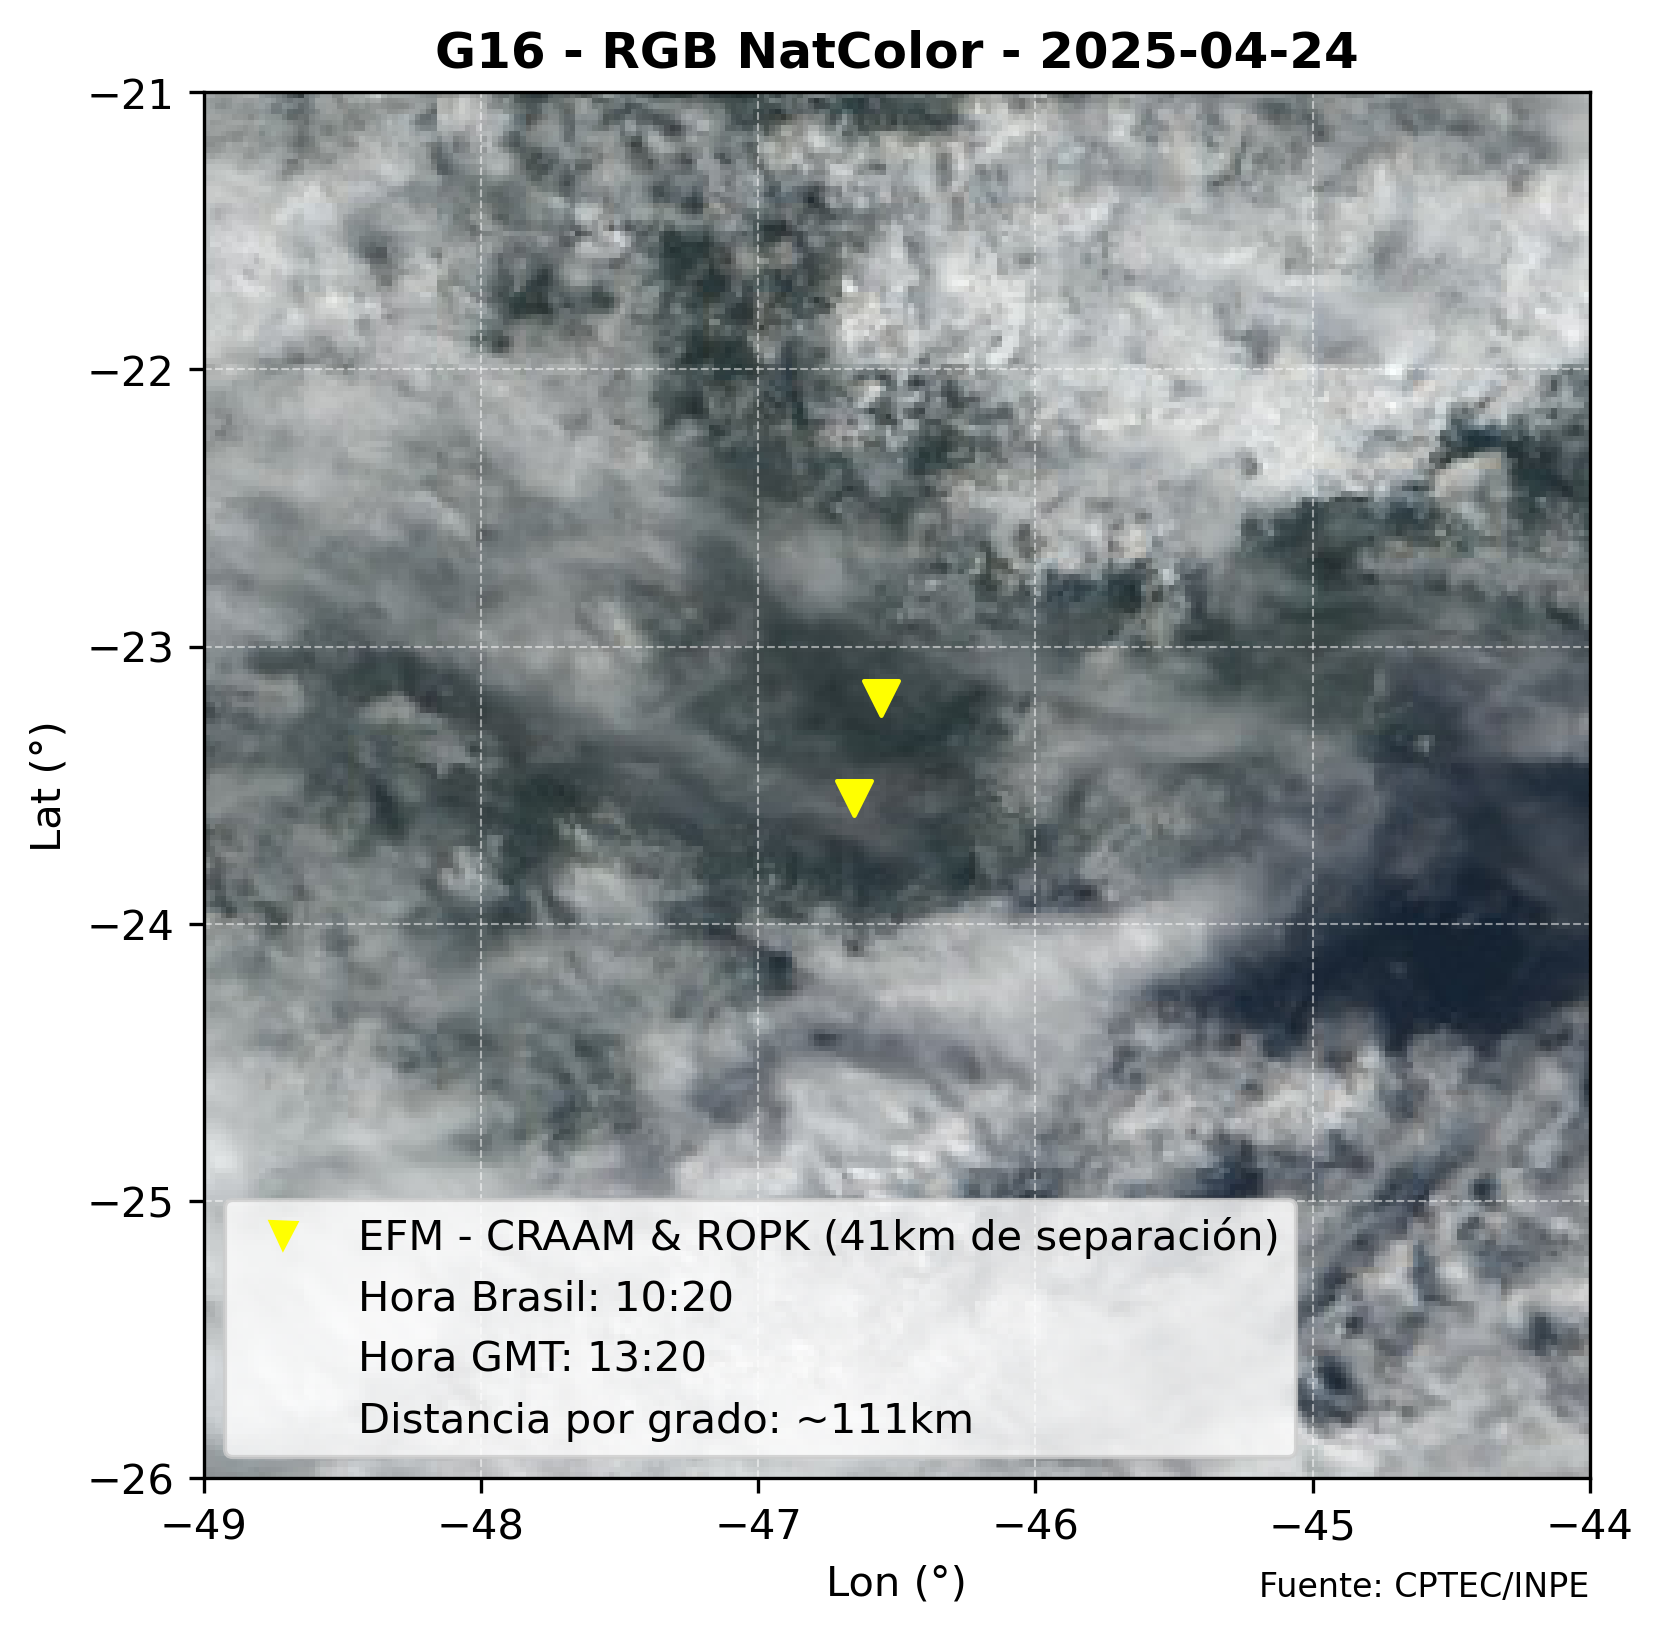 G16 - RGB NatColor - 2025-04-24
−21
−22
−23
−24
−25
−26
Lat (°)
EFM - CRAAM & ROPK (41km de separación)
Hora Brasil: 10:20
Hora GMT: 13:20
Distancia por grado: ~111km
−49
−48
−47
−46
−45
−44
Lon (°)
Fuente: CPTEC/INPE